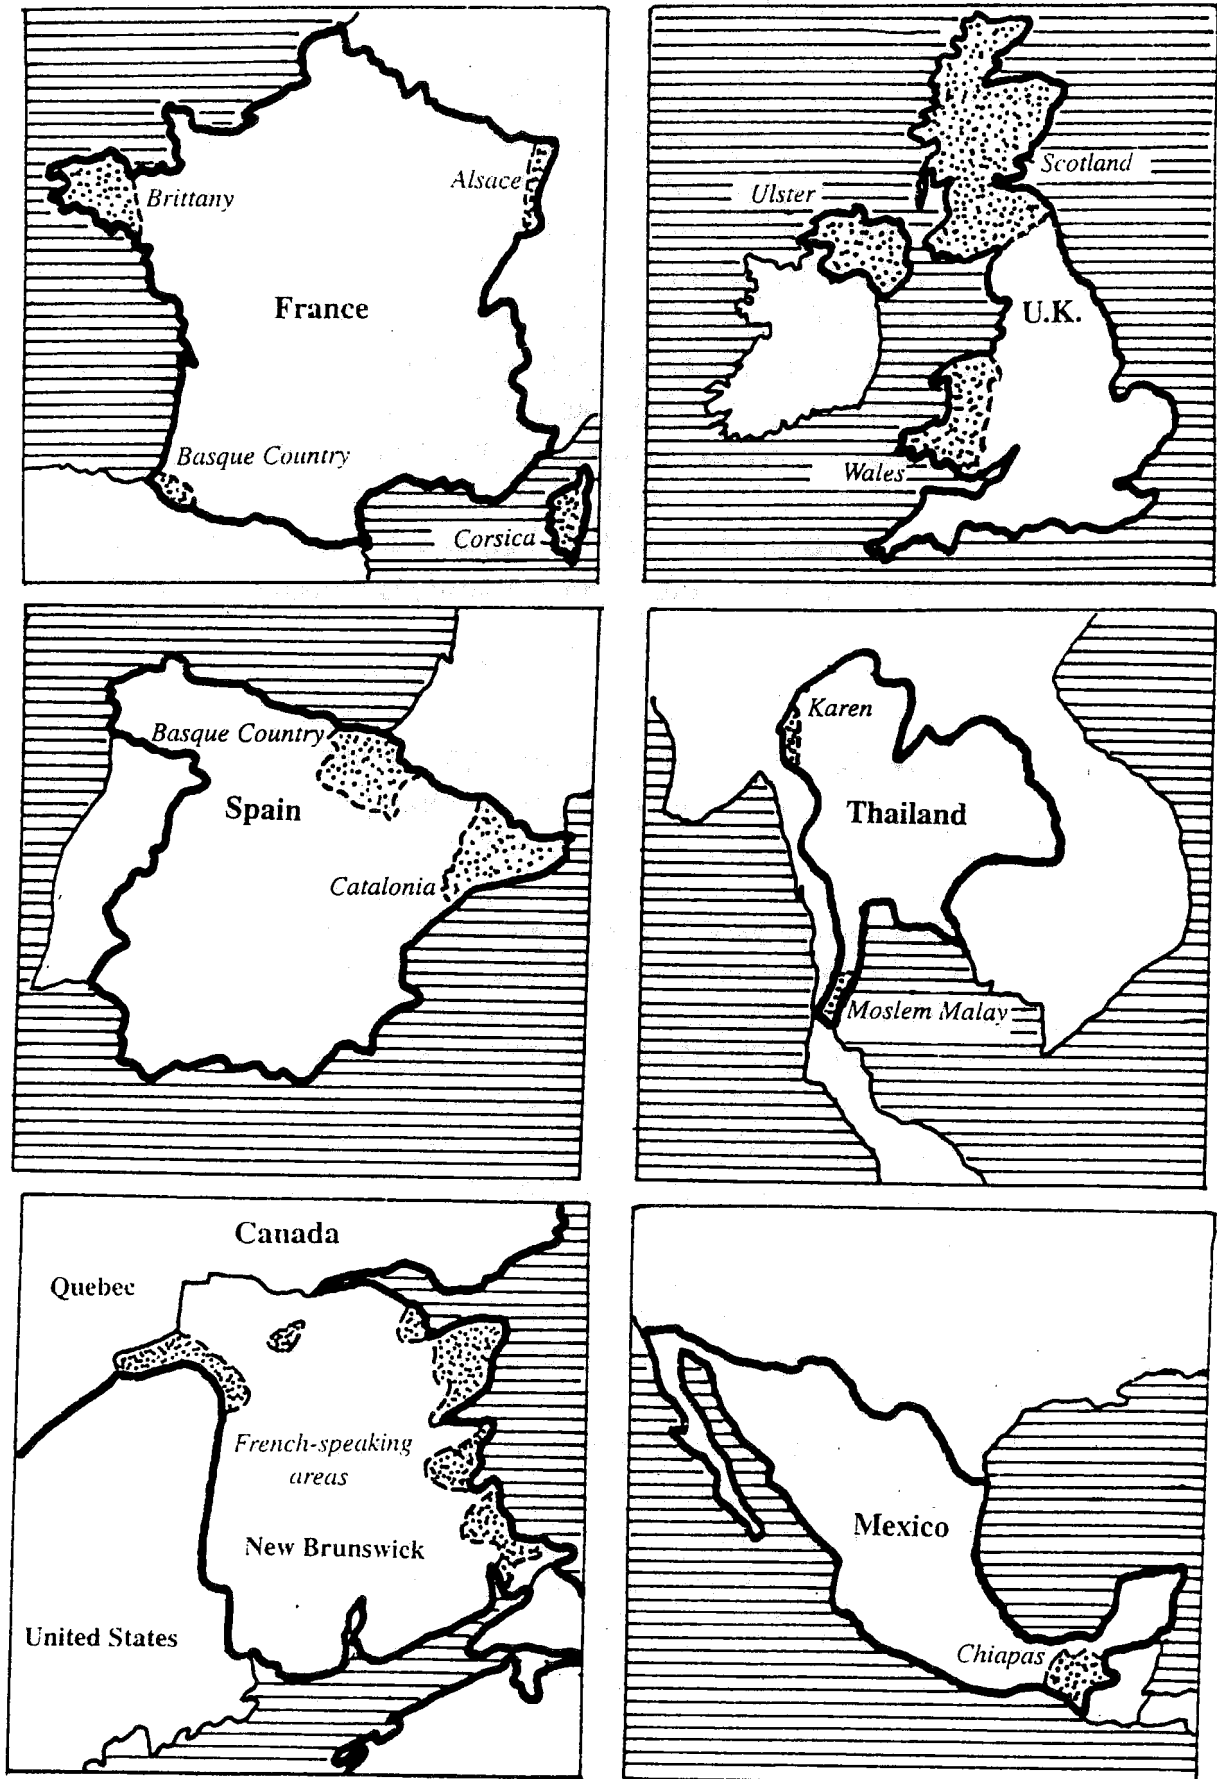 Brittany
Alsace
France
Basque Country
Corsica
Scotland
Ulster
U.K.
Wales
Basque Country
Spain
Catalonia
Karen
Thailand
Moslem Malay
Canada
Quebec
French-speaking
areas
New Brunswick
United States
Mexico
Chiapas